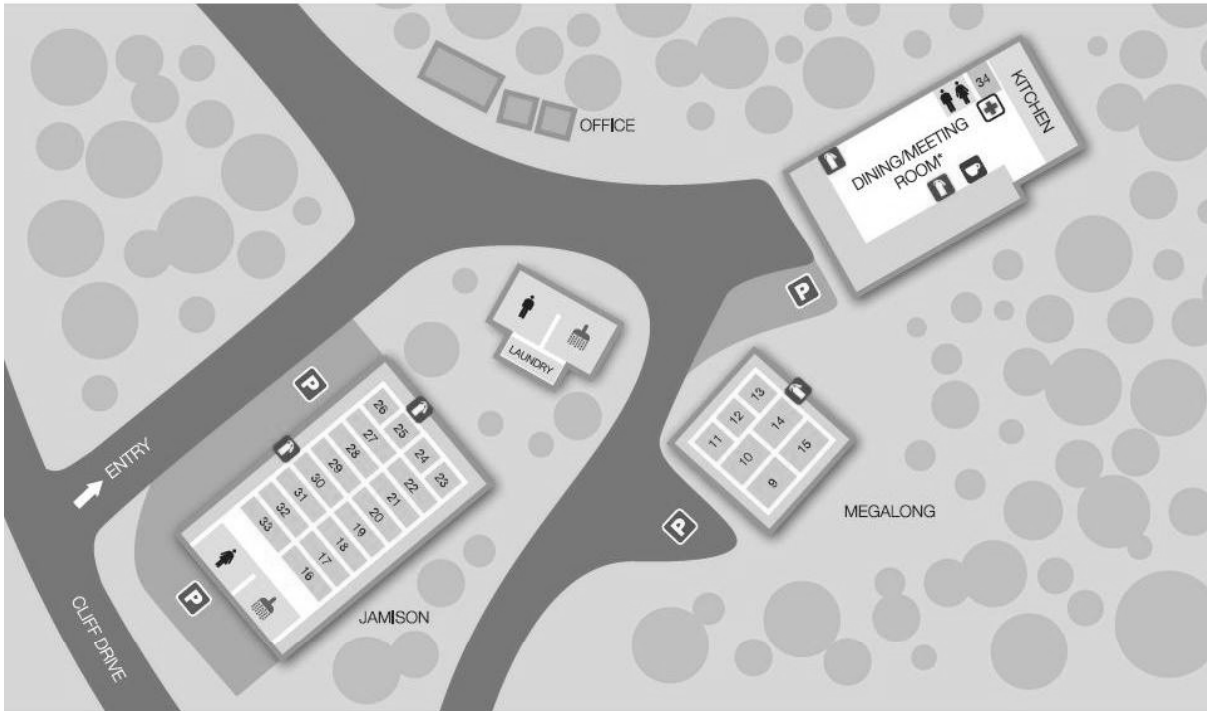 OFFICE
34
KITCHEN
DINING/MEETING
ROOM*
P
LAUNDRY
P
26
25
24
23
27
28
22
29
21
30
20
31
19
32
18
33
17
16
13
12
11
14
10
15
9
ENTRY
P
MEGALONG
P
JAMISON
CLIFF DRIVE